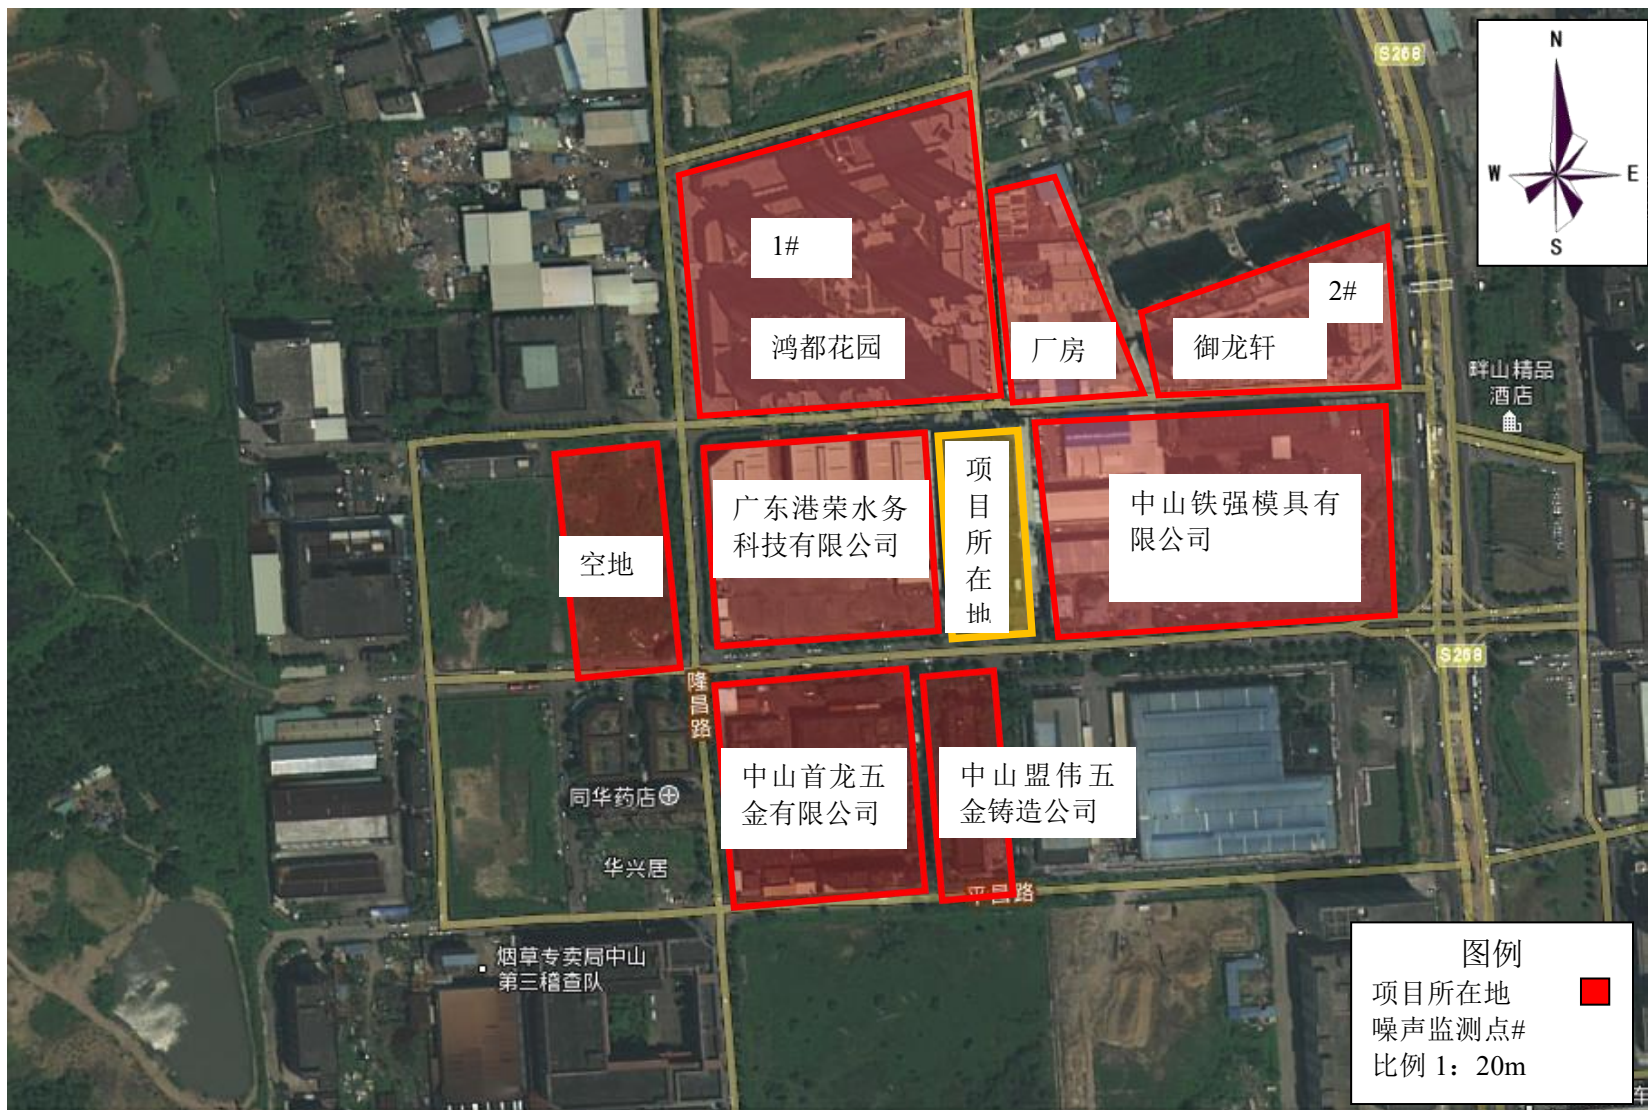 S268
N
W
E
S
1#
2#
鸿都花园
厂房
御龙轩
畔山精品
酒店
项
目
所
在
地
广东港荣水务
科技有限公司
中山铁强模具有
限公司
空地
S268
隆
昌
路
中山首龙五
金有限公司
中山盟伟五
金铸造公司
同华药店
华兴居
平昌路
烟草专卖局中山
第三稽查队
图例
项目所在地
噪声监测点#
比例 1：20m
车